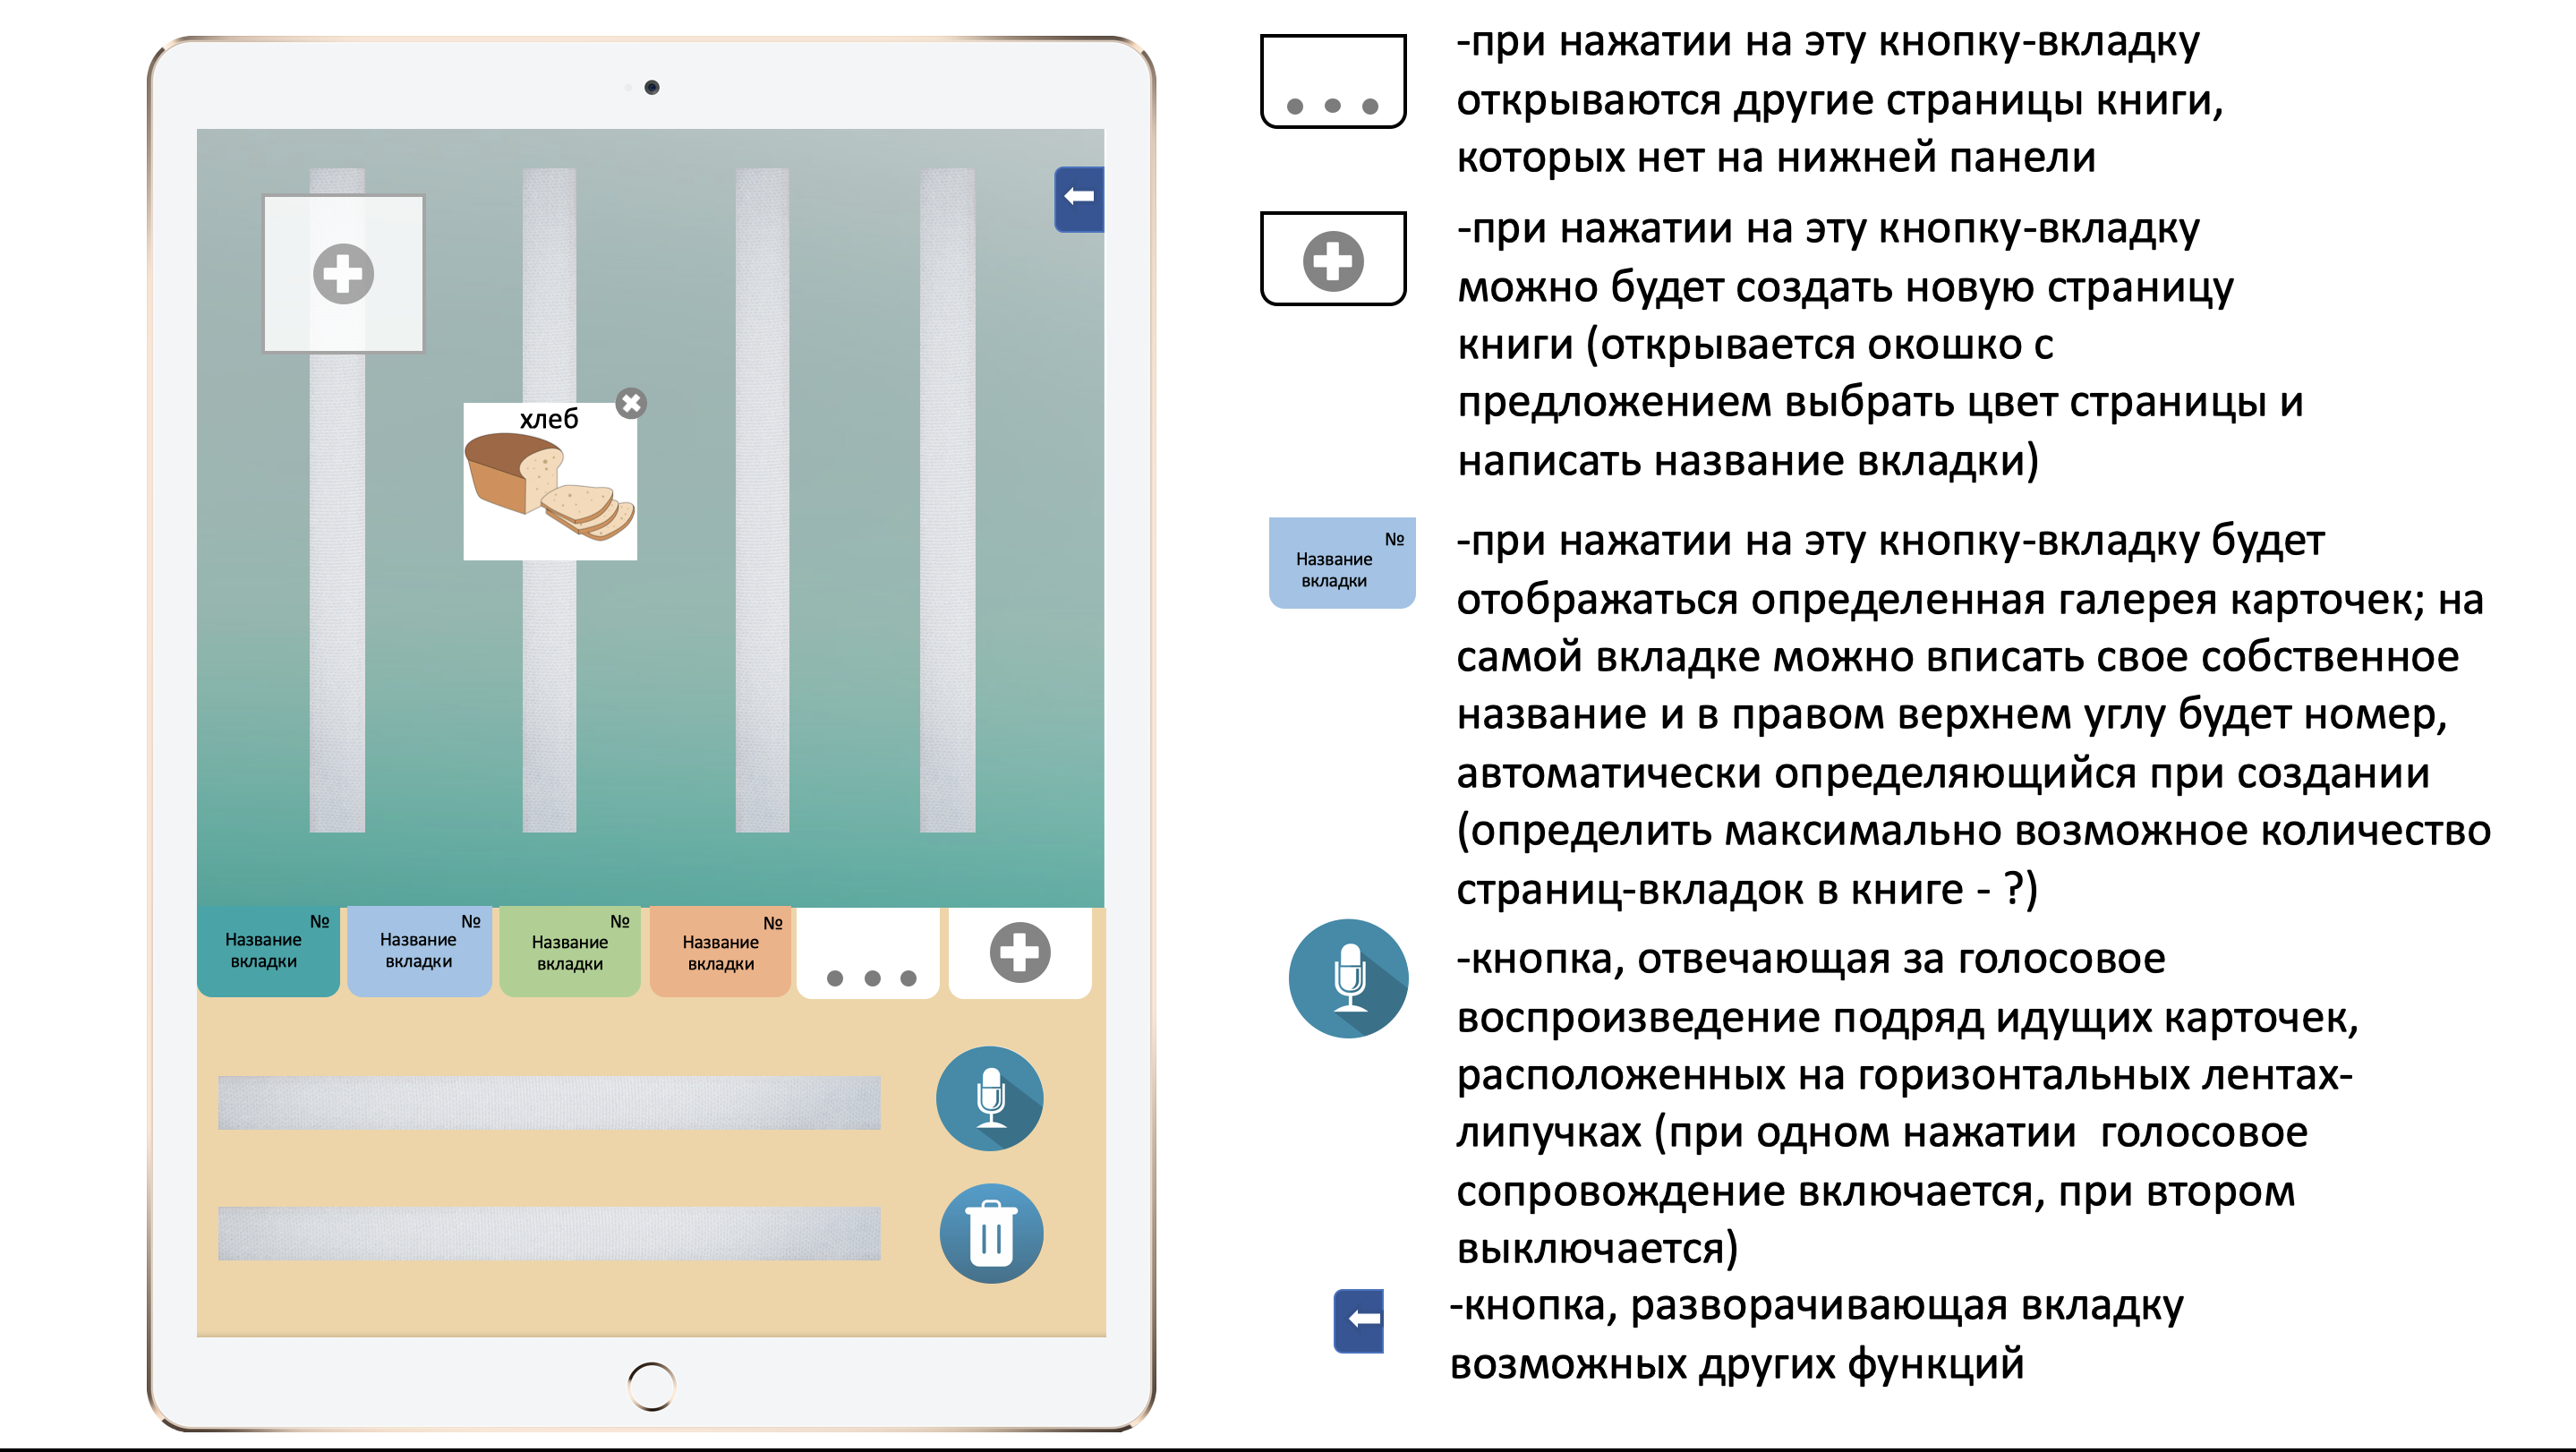 хлеб
№
Название
вкладки
№
Название
вкладки
№
Название
вкладки
№
Название
вкладки
-при нажатии на эту кнопку-вкладку
открываются другие страницы книги,
которых нет на нижней панели
-при нажатии на эту кнопку-вкладку
можно будет создать новую страницу
книги (открывается окошко с
предложением выбрать цвет страницы и
написать название вкладки)
№
Название
вкладки
-при нажатии на эту кнопку-вкладку будет
отображаться определенная галерея карточек; на
самой вкладке можно вписать свое собственное
название и в правом верхнем углу будет номер,
автоматически определяющийся при создании
(определить максимально возможное количество
страниц-вкладок в книге - ?)
-кнопка, отвечающая за голосовое
воспроизведение подряд идущих карточек,
расположенных на горизонтальных лентах-
липучках (при одном нажатии  голосовое
сопровождение включается, при втором
выключается)
-кнопка, разворачивающая вкладку
возможных других функций